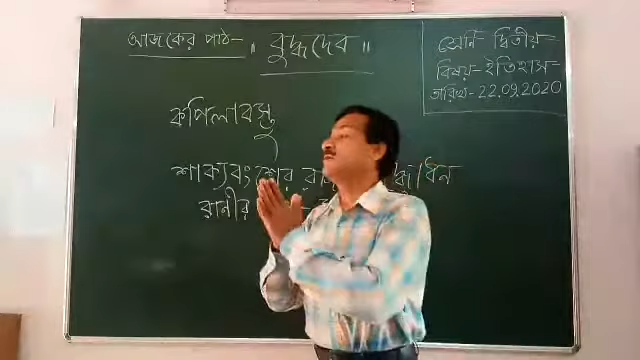 আজকের পাঠ- "বুদ্ধদেব"
শ্রেনি- দ্বিতীয়-
বিষয়- ইতিহাস-
তারিখ- 22.09.2020
কপিলাবস্তু
শাক্যবংশের
রানীর